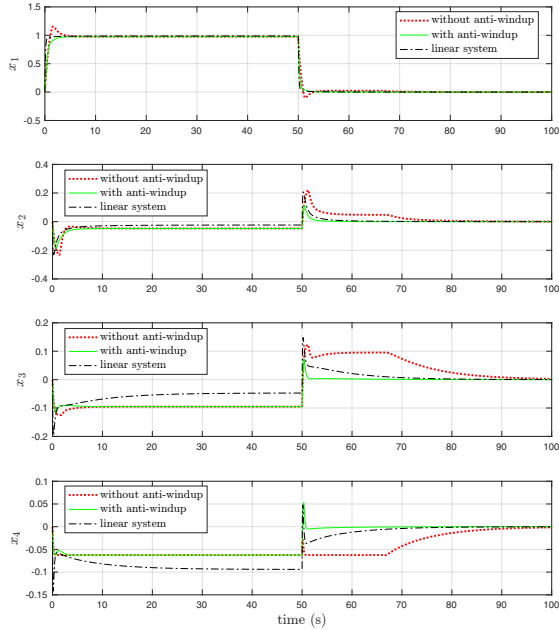 1.5
1
0.5
0
-0.5
x1
without anti-windup
with anti-windup
linear system
0 10 20 30 40 50 60 70 80 90 100
0.4
0.2
0
-0.2
-0.4
x2
without anti-windup
with anti-windup
linear system
0 10 20 30 40 50 60 70 80 90 100
0.2
0.1
0
-0.1
-0.2
x3
without anti-windup
with anti-windup
linear system
0 10 20 30 40 50 60 70 80 90 100
0.1
0.05
0
-0.05
-0.1
-0.15
x4
without anti-windup
with anti-windup
linear system
0 10 20 30 40 50 60 70 80 90 100
time (s)